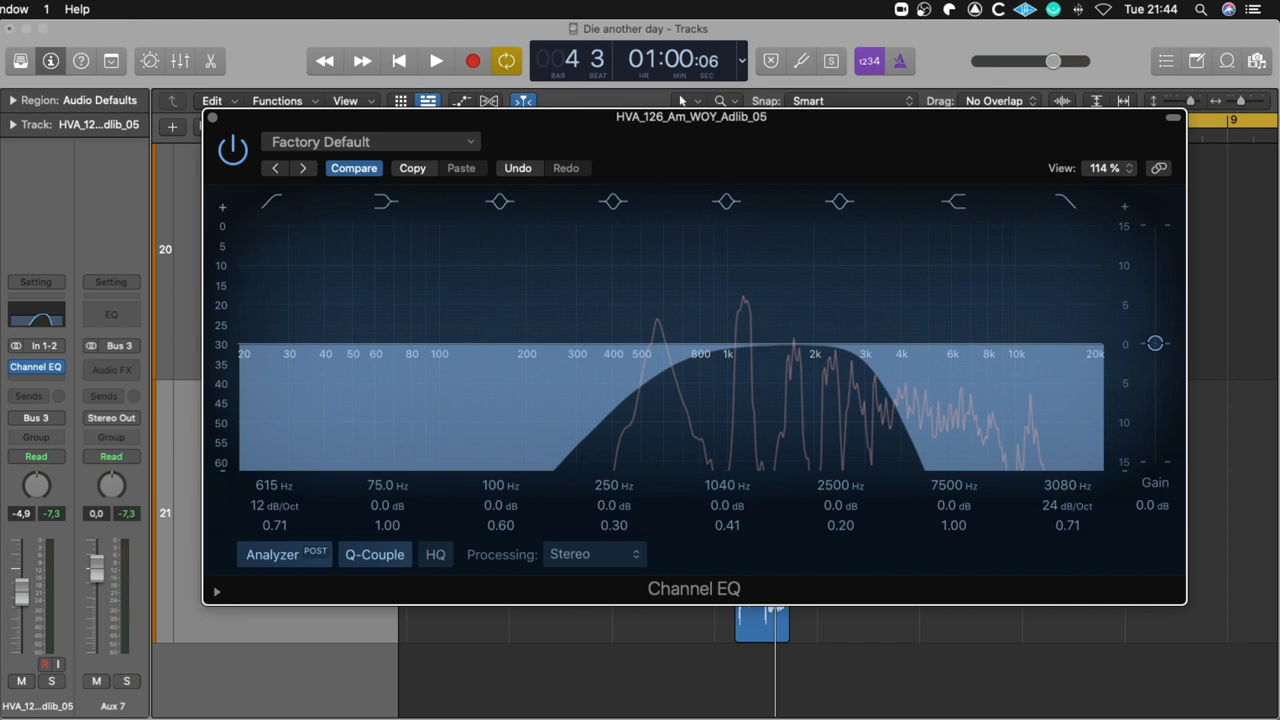 ndow 1 Help Tue 21:44
Die another day - Tracks
004 3 01:00:06
BAR BEAT HR MIN SEC
S 1234
Region: Audio Defaults Edit Functions View Snap: Smart Drag: No Overlap
Track: HVA_12...dlib_05 HVA_126_Am_WOY_Adlib_05 9
Factory Default
Compare Copy Paste Undo Redo View: 114 %
+ +
0 15
5
10 10
15
20 5
25
30 20 30 40 50 60 80 100 200 300 400 500 800 1k 2k 3k 4k 6k 8k 10k 20k 0
35
40 5
45
50 10
55
60 15
- -
615 Hz 75.0 Hz 100 Hz 250 Hz 1040 Hz 2500 Hz 7500 Hz 3080 Hz Gain
12 dB/Oct 0.0 dB 0.0 dB 0.0 dB 0.0 dB 0.0 dB 0.0 dB 24 dB/Oct 0.0 dB
0.71 1.00 0.60 0.30 0.41 0.20 1.00 0.71
Analyzer POST Q-Couple HQ Processing: Stereo
Channel EQ
20
21
Setting Setting
EQ
In 1-2 Bus 3
Channel EQ Audio FX
Sends Sends
Bus 3 Stereo Out
Group Group
Read Read
-4,9 -7,3 0,0 -7,3
R I
M S M S
HVA_12...dlib_05 Aux 7